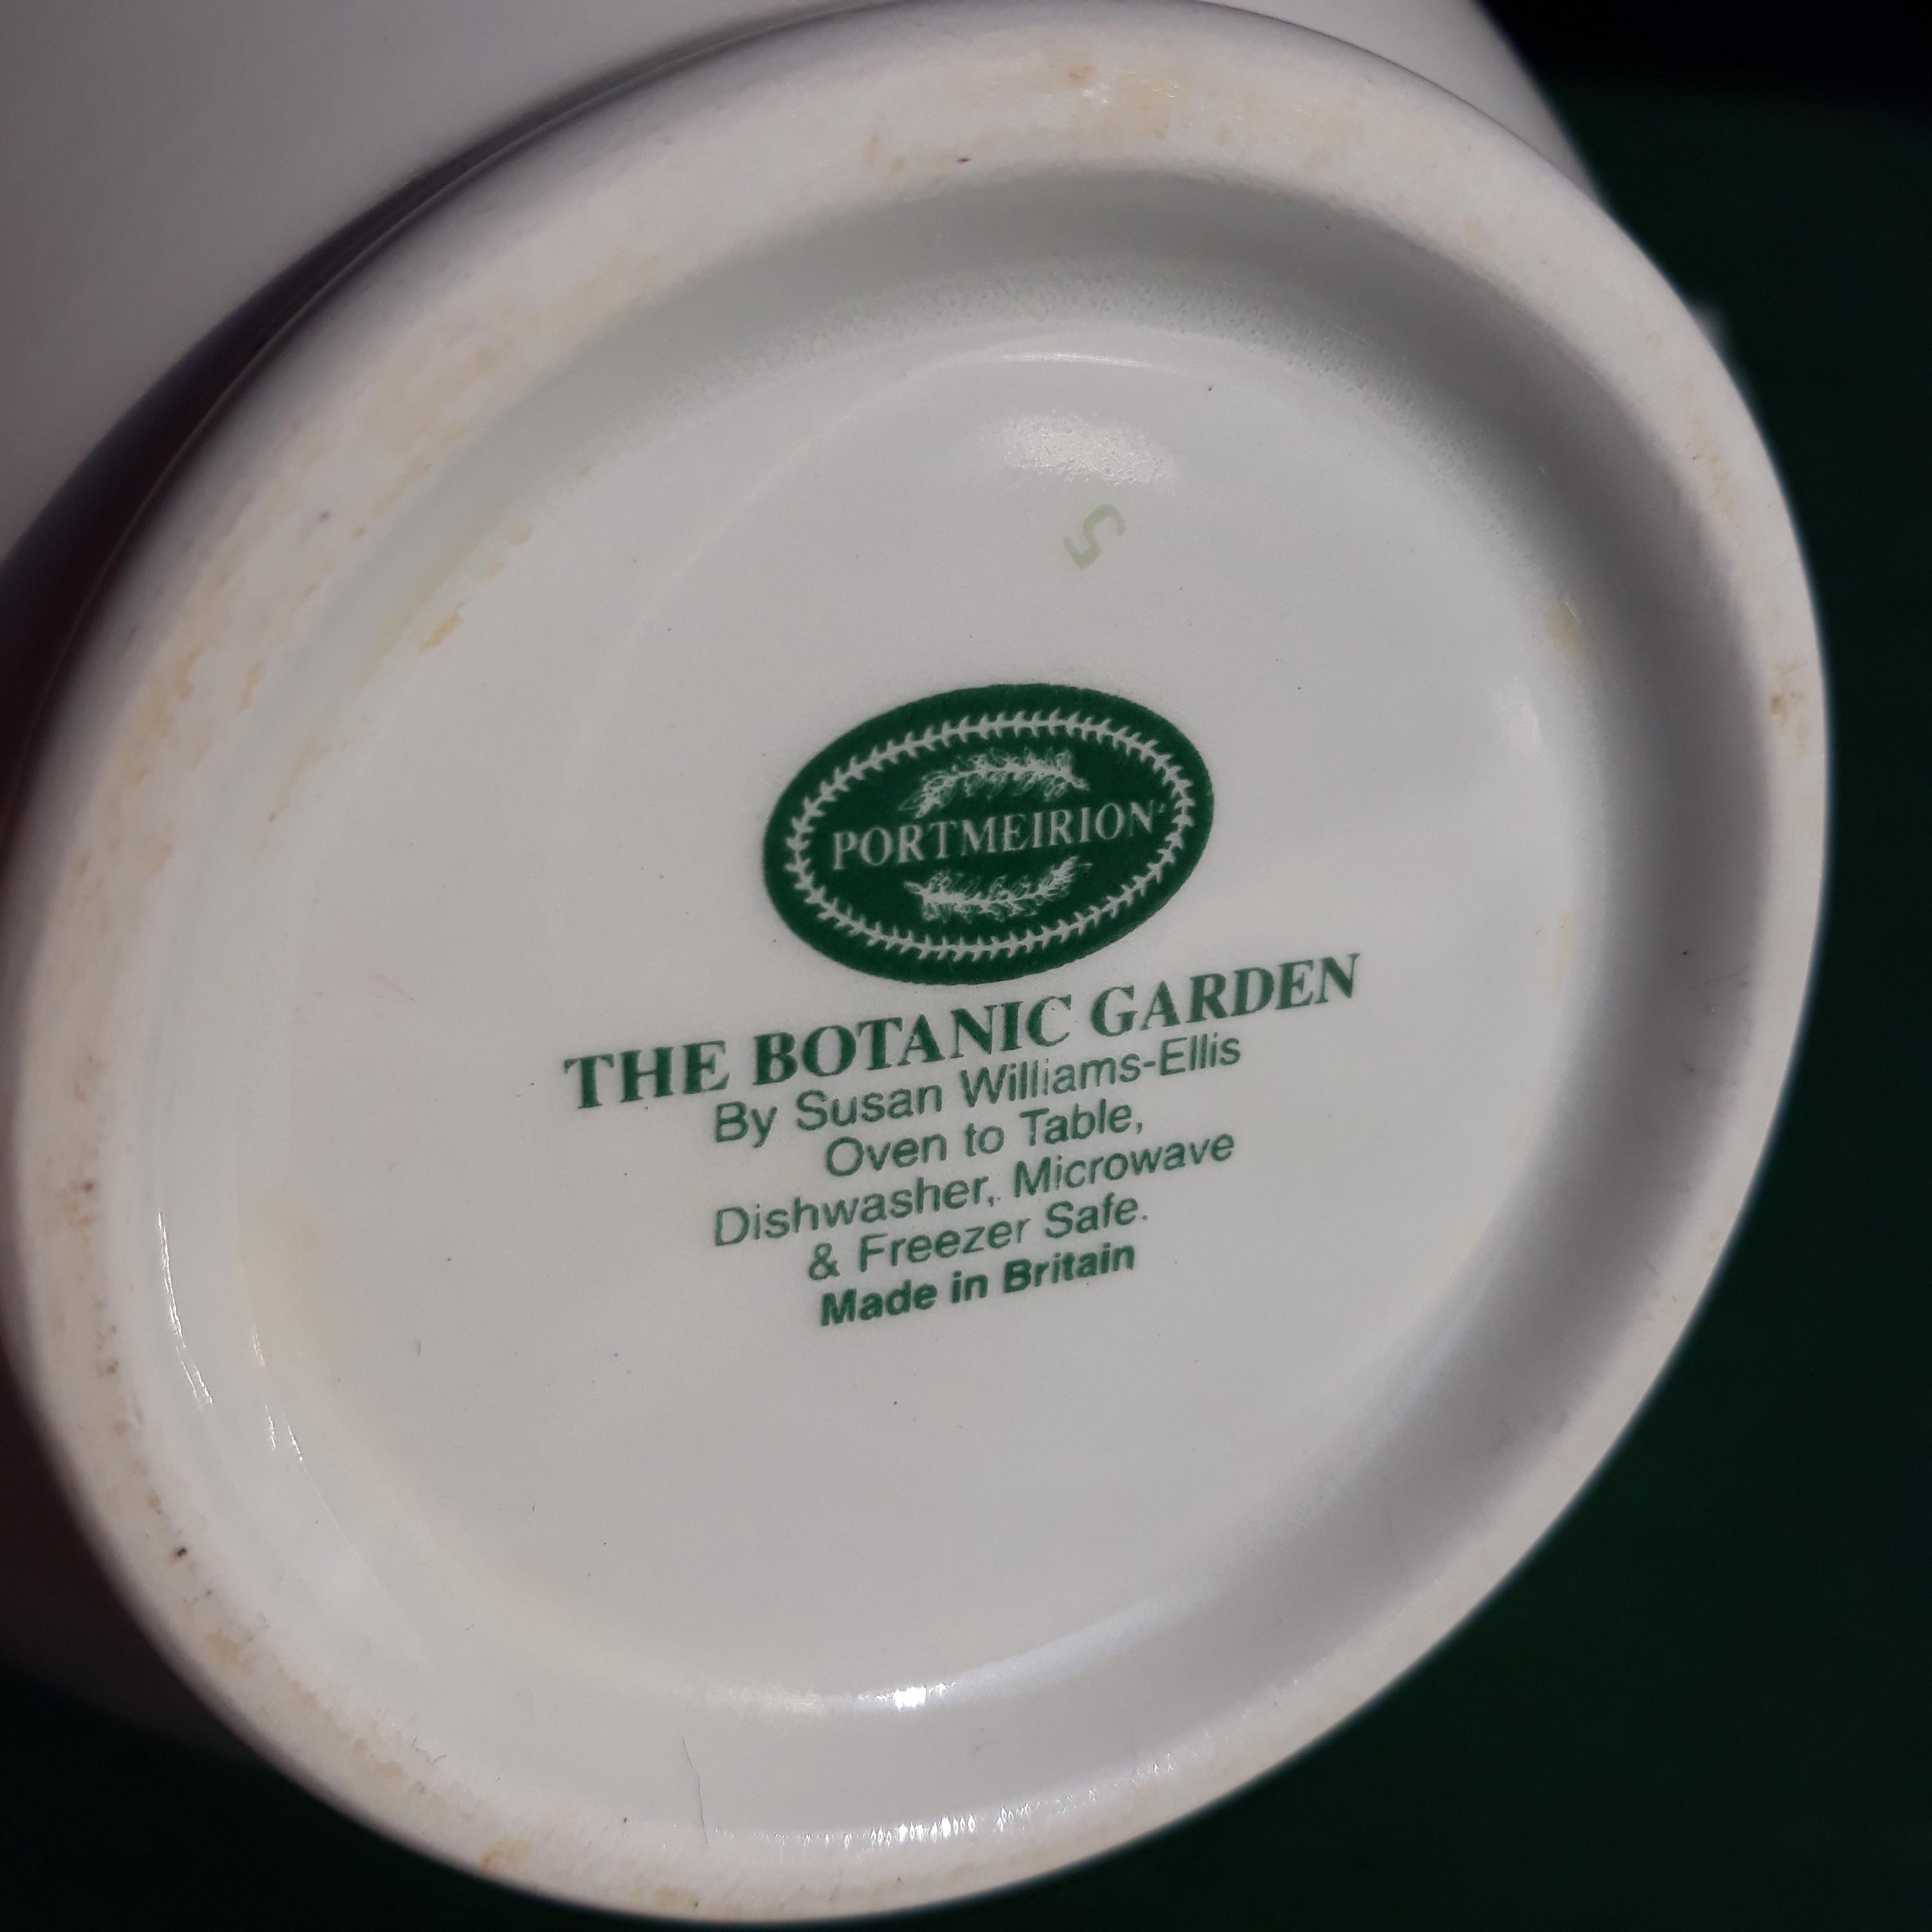 5
PORTMEIRION®
THE BOTANIC GARDEN
By Susan Williams-Ellis
Oven to Table,
Dishwasher, Microwave
& Freezer Safe.
Made in Britain